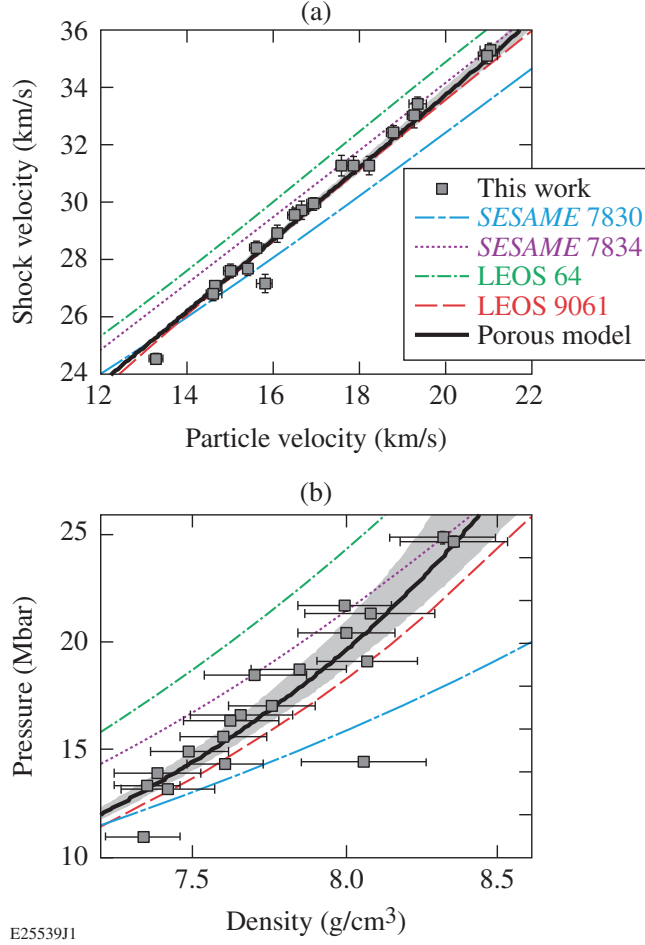 (a)
36
34
32
30
28
26
24
Shock velocity (km/s)
This work
SESAME 7830
SESAME 7834
LEOS 64
LEOS 9061
Porous model
12 14 16 18 20 22
Particle velocity (km/s)
(b)
25
20
15
10
Pressure (Mbar)
7.5 8.0 8.5
Density (g/cm³)
E25539J1